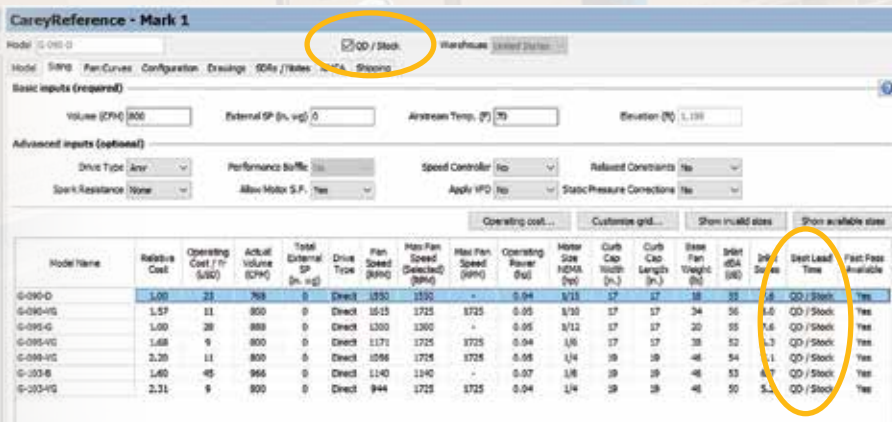 CareyReference - Mark 1
Model G-090-D QD / Stock Warehouse United States
Model Sizing Fan Curves Configuration Drawings SDRs / Notes Shipping
Basic inputs (required)
Volume (CFM) 800 External SP (in. wg) 0 Airstream Temp. (F) 70 Elevation (ft) 1,100
Advanced inputs (optional)
Drive Type Any Performance Baffle No Speed Controller No Relaxed Constraints No
Spark Resistance None Allow Motor S.F. Yes Apply VFD No Static Pressure Corrections No
Operating cost... Customize grid... Show invalid sizes Show available sizes
Model Name Relative Cost Operating Cost / Yr (USD) Actual Volume (CFM) Total External SP (in. wg) Drive Type Fan Speed (RPM) Max Fan Speed (Selected) (RPM) Max Fan Speed (RPM) Operating Power (hp) Motor Size NEMA (hp) Curb Cap Width (in.) Curb Cap Length (in.) Base Fan Weight (lb) Inlet dBA (dB) Inlet Sones Best Lead Time Fast Pass Available
G-090-D 1.00 23 768 0 Direct 1550 1550 - 0.04 1/15 17 17 18 55 QD / Stock Yes
G-090-VG 1.57 11 800 0 Direct 1615 1725 1725 0.05 1/10 17 17 34 56 QD / Stock Yes
G-095-G 1.00 28 888 0 Direct 1300 1300 - 0.05 1/12 17 17 20 55 QD / Stock Yes
G-095-VG 1.68 9 800 0 Direct 1171 1725 1725 0.04 1/6 17 17 38 52 QD / Stock Yes
G-098-VG 2.20 11 800 0 Direct 1056 1725 1725 0.05 1/4 19 19 46 54 QD / Stock Yes
G-103-B 1.60 45 966 0 Direct 1140 1140 - 0.07 1/8 19 19 53 QD / Stock Yes
G-103-VG 2.31 9 800 0 Direct 944 1725 1725 0.04 1/4 19 19 46 50 QD / Stock Yes